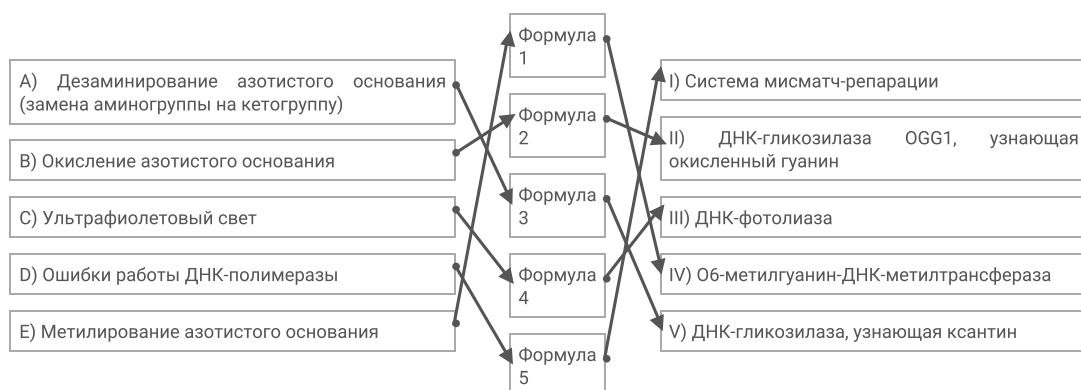 A) Дезаминирование азотистого основания
(замена аминогруппы на кетогруппу)
B) Окисление азотистого основания
C) Ультрафиолетовый свет
D) Ошибки работы ДНК-полимеразы
E) Метилирование азотистого основания
Формула
1
Формула
2
Формула
3
Формула
4
Формула
5
I) Система мисматч-репарации
II) ДНК-гликозилаза OGG1, узнающая
окисленный гуанин
III) ДНК-фотолиаза
IV) О6-метилгуанин-ДНК-метилтрансфераза
V) ДНК-гликозилаза, узнающая ксантин